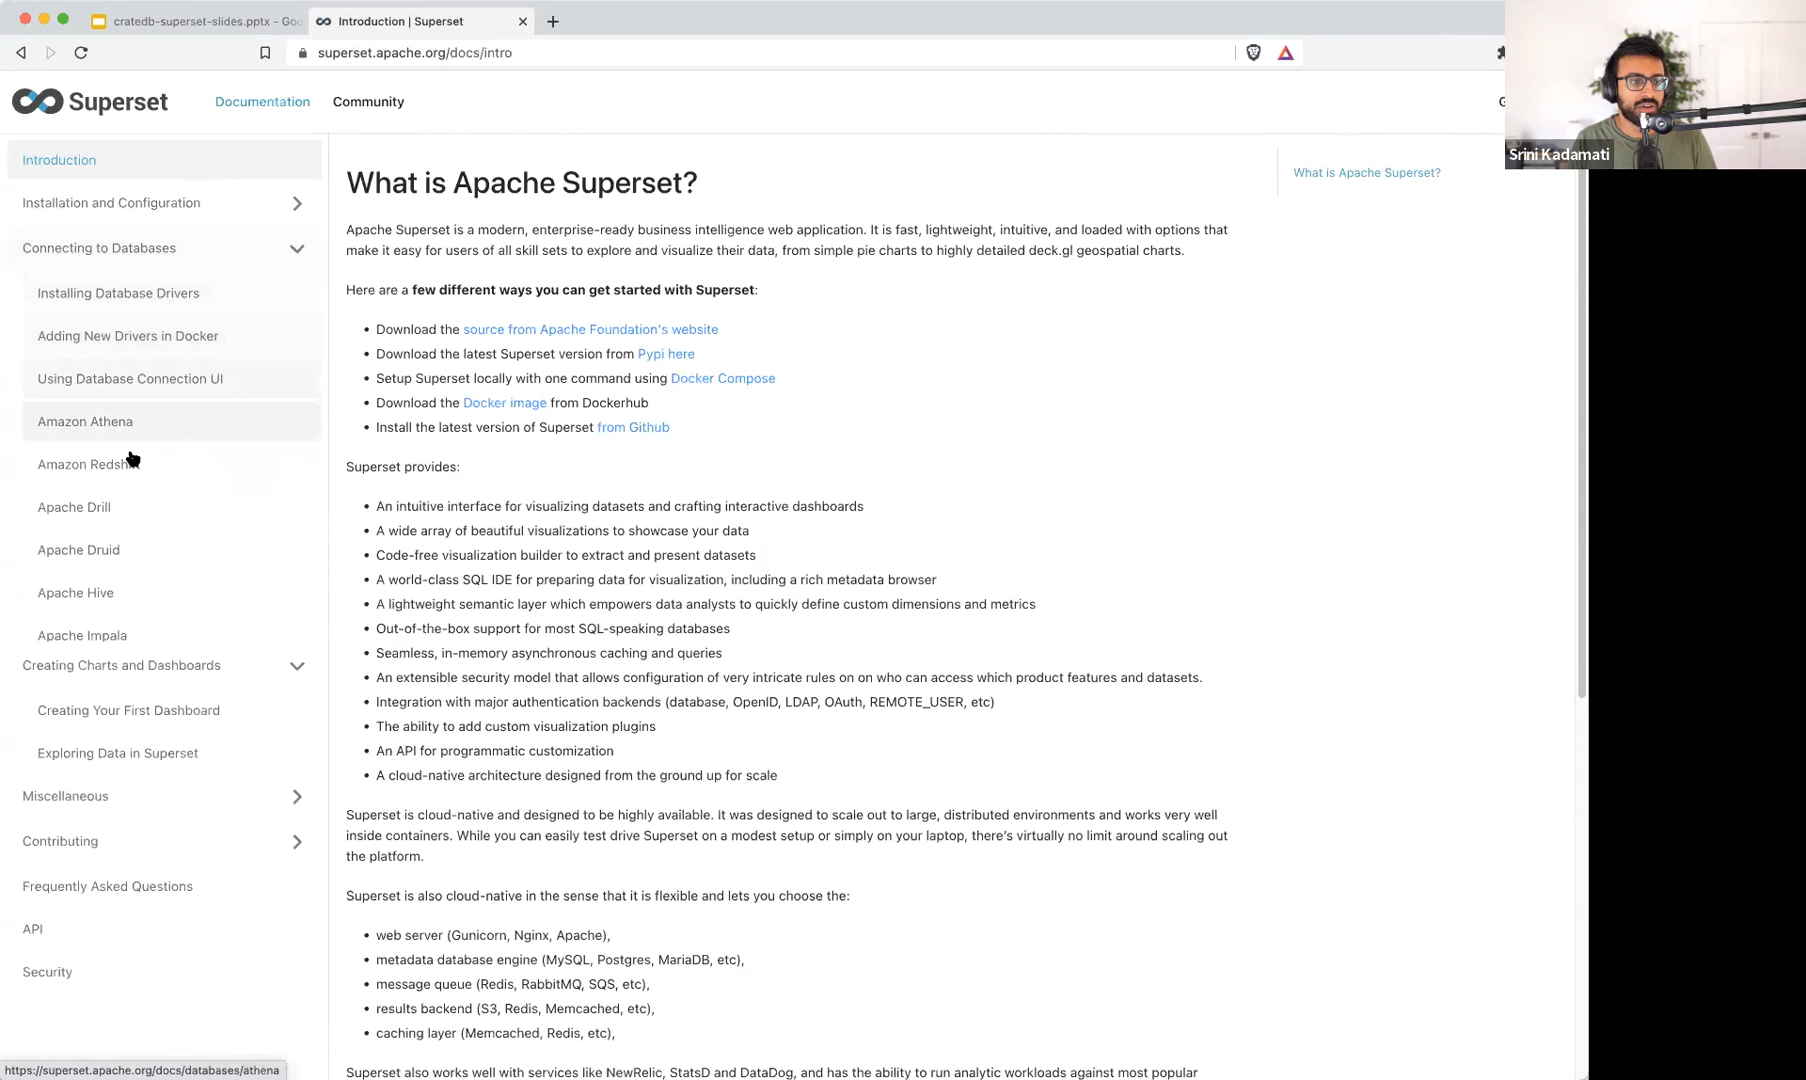 cratedb-superset-slides.pptx - Goo
Introduction | Superset
superset.apache.org/docs/intro
Superset
Documentation
Community
Srini Kadamati
Introduction
Installation and Configuration
Connecting to Databases
Installing Database Drivers
Adding New Drivers in Docker
Using Database Connection UI
Amazon Athena
Amazon Redshift
Apache Drill
Apache Druid
Apache Hive
Apache Impala
Creating Charts and Dashboards
Creating Your First Dashboard
Exploring Data in Superset
Miscellaneous
Contributing
Frequently Asked Questions
API
Security
https://superset.apache.org/docs/databases/athena
What is Apache Superset?
Apache Superset is a modern, enterprise-ready business intelligence web application. It is fast, lightweight, intuitive, and loaded with options that
make it easy for users of all skill sets to explore and visualize their data, from simple pie charts to highly detailed deck.gl geospatial charts.
Here are a few different ways you can get started with Superset:
• Download the source from Apache Foundation's website
• Download the latest Superset version from Pypi here
• Setup Superset locally with one command using Docker Compose
• Download the Docker image from Dockerhub
• Install the latest version of Superset from Github
Superset provides:
• An intuitive interface for visualizing datasets and crafting interactive dashboards
• A wide array of beautiful visualizations to showcase your data
• Code-free visualization builder to extract and present datasets
• A world-class SQL IDE for preparing data for visualization, including a rich metadata browser
• A lightweight semantic layer which empowers data analysts to quickly define custom dimensions and metrics
• Out-of-the-box support for most SQL-speaking databases
• Seamless, in-memory asynchronous caching and queries
• An extensible security model that allows configuration of very intricate rules on on who can access which product features and datasets.
• Integration with major authentication backends (database, OpenID, LDAP, OAuth, REMOTE_USER, etc)
• The ability to add custom visualization plugins
• An API for programmatic customization
• A cloud-native architecture designed from the ground up for scale
Superset is cloud-native and designed to be highly available. It was designed to scale out to large, distributed environments and works very well
inside containers. While you can easily test drive Superset on a modest setup or simply on your laptop, there's virtually no limit around scaling out
the platform.
Superset is also cloud-native in the sense that it is flexible and lets you choose the:
• web server (Gunicorn, Nginx, Apache),
• metadata database engine (MySQL, Postgres, MariaDB, etc),
• message queue (Redis, RabbitMQ, SQS, etc),
• results backend (S3, Redis, Memcached, etc),
• caching layer (Memcached, Redis, etc),
Superset also works well with services like NewRelic, StatsD and DataDog, and has the ability to run analytic workloads against most popular
What is Apache Superset?